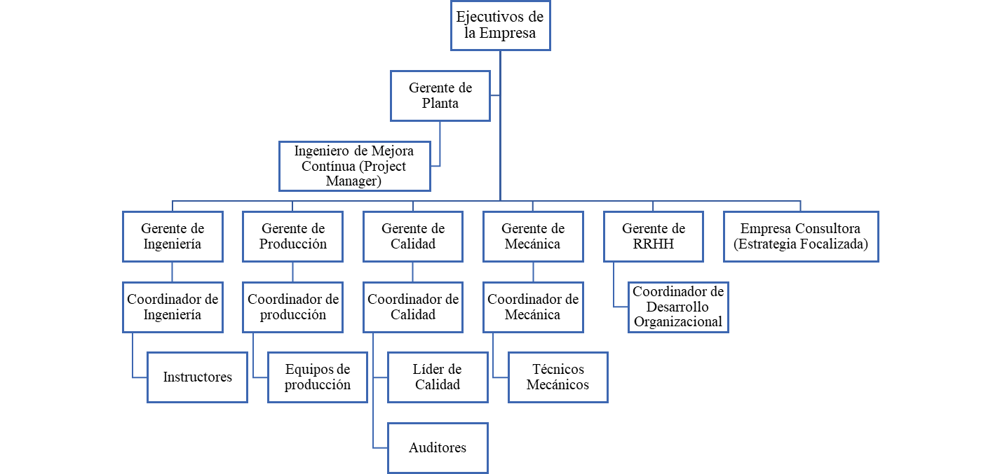 Ejecutivos de
la Empresa
Gerente de
Planta
Ingeniero de Mejora
Contínua (Project
Manager)
Gerente de
Ingeniería
Gerente de
Producción
Gerente de
Calidad
Gerente de
Mecánica
Gerente de
RRHH
Empresa Consultora
(Estrategia Focalizada)
Coordinador de
Ingeniería
Coordinador de
producción
Coordinador de
Calidad
Coordinador de
Mecánica
Coordinador de
Desarrollo
Organizacional
Instructores
Equipos de
producción
Líder de
Calidad
Técnicos
Mecánicos
Auditores